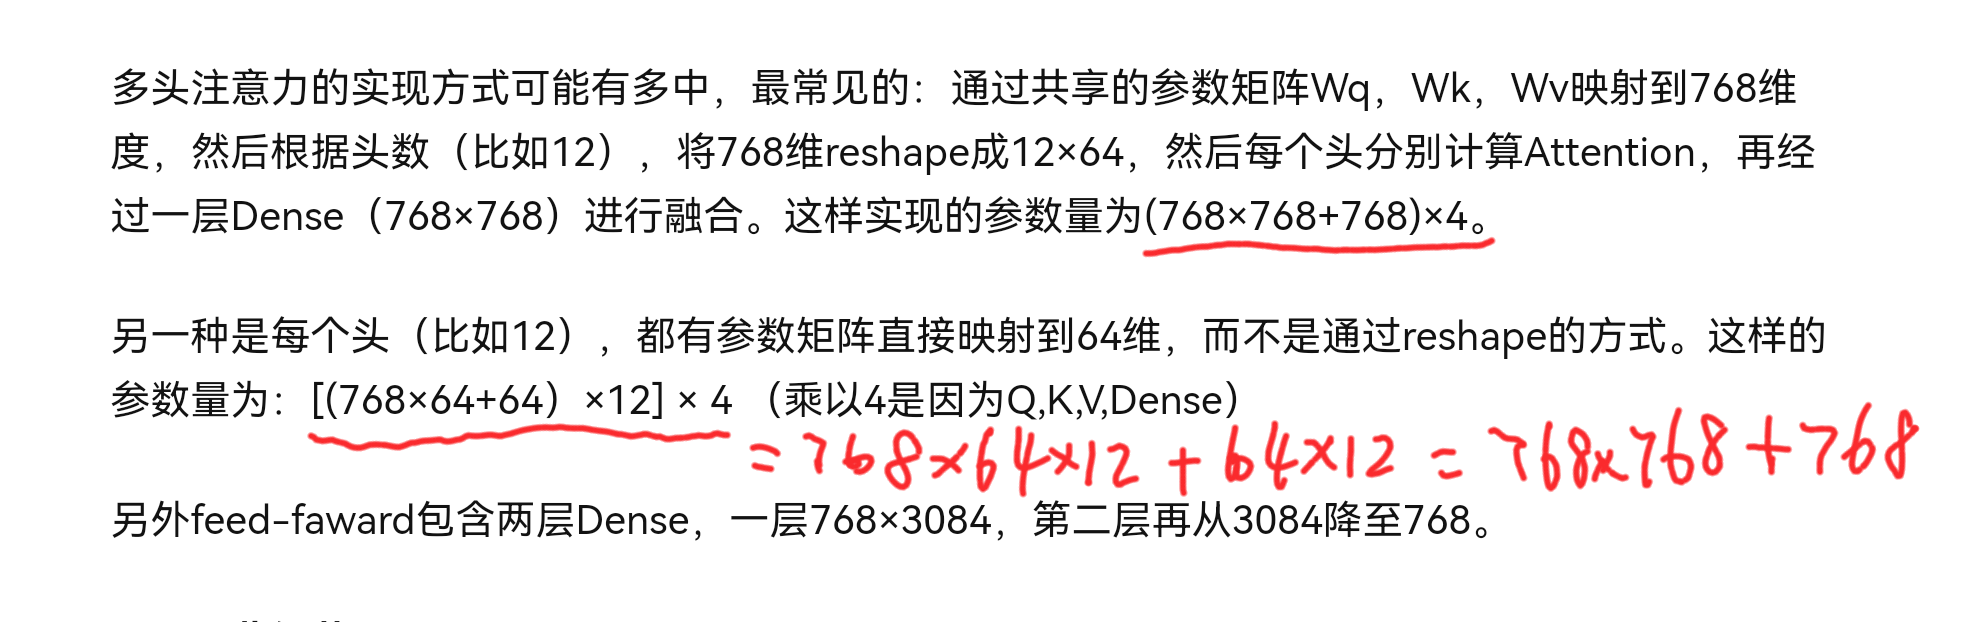 多头注意力的实现方式可能有多中，最常见的：通过共享的参数矩阵Wq，Wk，Wv映射到768维
度，然后根据头数（比如12），将768维reshape成12×64，然后每个头分别计算Attention，再经
过一层Dense（768×768）进行融合。这样实现的参数量为(768×768+768)×4。
另一种是每个头（比如12），都有参数矩阵直接映射到64维，而不是通过reshape的方式。这样的
参数量为：[(768×64+64）×12] × 4 （乘以4是因为Q,K,V,Dense）
= 768×64×12 + 64×12 = 768×768+768
另外feed-faward包含两层Dense，一层768×3084，第二层再从3084降至768。